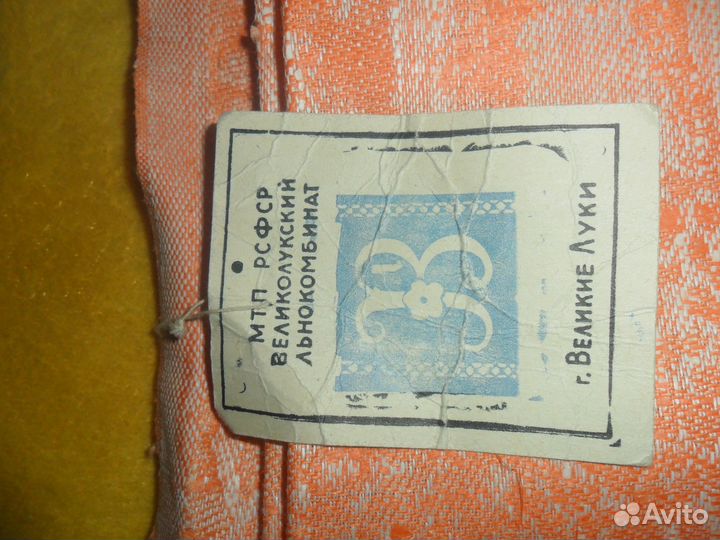 МТП РСФСР
ВЕЛИКОЛУКСКИЙ
ЛЬНОКОМБИНАТ
В
г. ВЕЛИКИЕ ЛУКИ
Avito